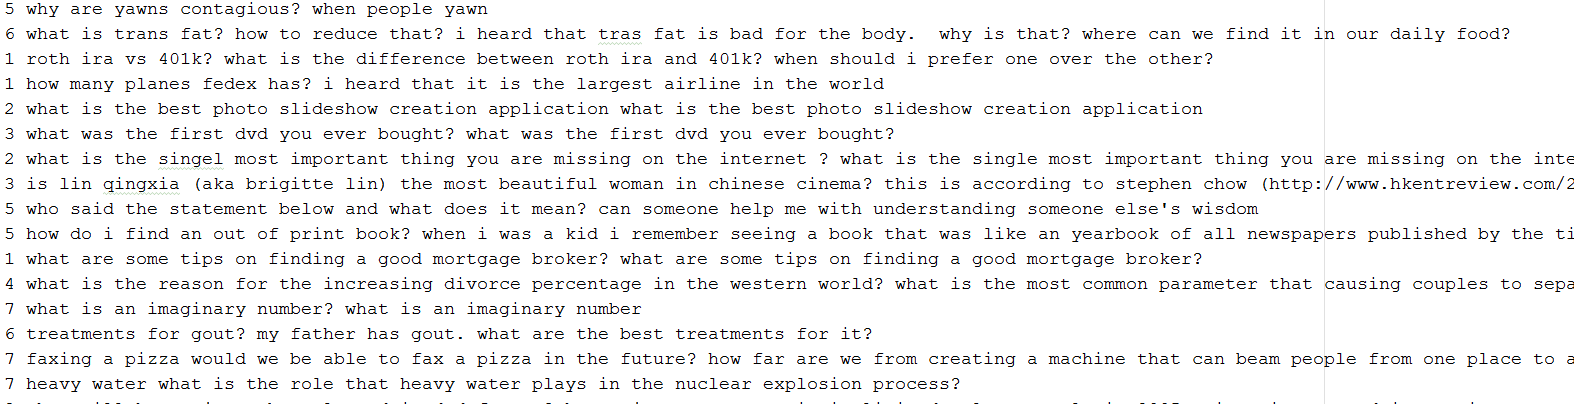 5 why are yawns contagious? when people yawn
6 what is trans fat? how to reduce that? i heard that tras fat is bad for the body.  why is that? where can we find it in our daily food?
1 roth ira vs 401k? what is the difference between roth ira and 401k? when should i prefer one over the other?
1 how many planes fedex has? i heard that it is the largest airline in the world
2 what is the best photo slideshow creation application what is the best photo slideshow creation application
3 what was the first dvd you ever bought? what was the first dvd you ever bought?
2 what is the singel most important thing you are missing on the internet ? what is the single most important thing you are missing on the inte
3 is lin qingxia (aka brigitte lin) the most beautiful woman in chinese cinema? this is according to stephen chow (http://www.hkentreview.com/2
5 who said the statement below and what does it mean? can someone help me with understanding someone else's wisdom
5 how do i find an out of print book? when i was a kid i remember seeing a book that was like an yearbook of all newspapers published by the ti
1 what are some tips on finding a good mortgage broker? what are some tips on finding a good mortgage broker?
4 what is the reason for the increasing divorce percentage in the western world? what is the most common parameter that causing couples to sepa
7 what is an imaginary number? what is an imaginary number
6 treatments for gout? my father has gout. what are the best treatments for it?
7 faxing a pizza would we be able to fax a pizza in the future? how far are we from creating a machine that can beam people from one place to a
7 heavy water what is the role that heavy water plays in the nuclear explosion process?